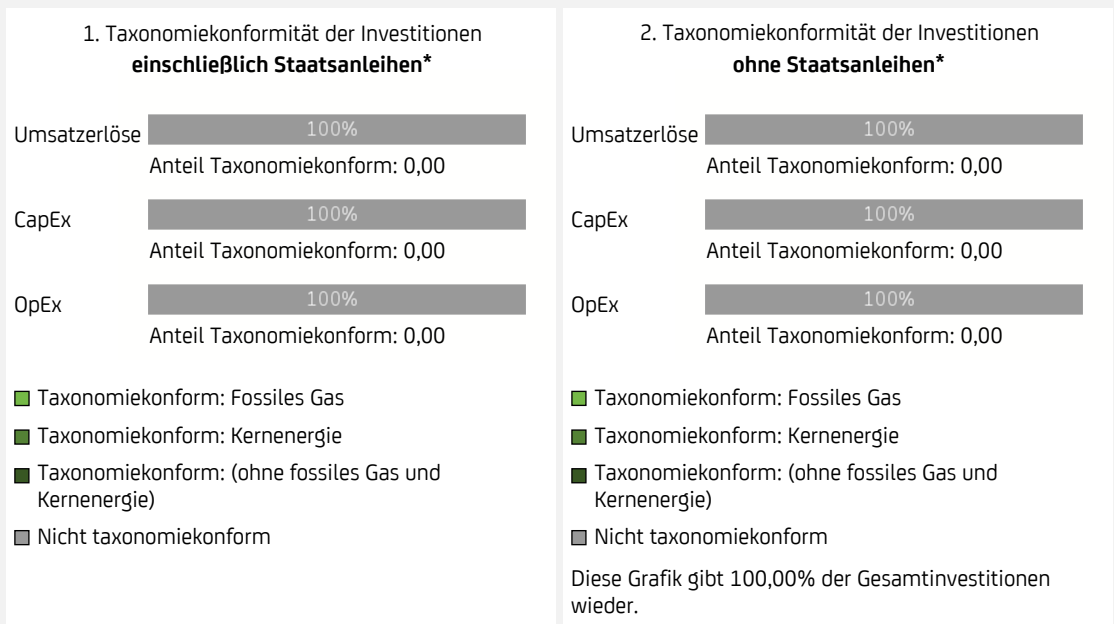 1. Taxonomiekonformität der Investitionen
einschließlich Staatsanleihen*
Umsatzerlöse 100%
Anteil Taxonomiekonform: 0,00
CapEx 100%
Anteil Taxonomiekonform: 0,00
OpEx 100%
Anteil Taxonomiekonform: 0,00
Taxonomiekonform: Fossiles Gas
Taxonomiekonform: Kernenergie
Taxonomiekonform: (ohne fossiles Gas und
Kernenergie)
Nicht taxonomiekonform
2. Taxonomiekonformität der Investitionen
ohne Staatsanleihen*
Umsatzerlöse 100%
Anteil Taxonomiekonform: 0,00
CapEx 100%
Anteil Taxonomiekonform: 0,00
OpEx 100%
Anteil Taxonomiekonform: 0,00
Taxonomiekonform: Fossiles Gas
Taxonomiekonform: Kernenergie
Taxonomiekonform: (ohne fossiles Gas und
Kernenergie)
Nicht taxonomiekonform
Diese Grafik gibt 100,00% der Gesamtinvestitionen
wieder.